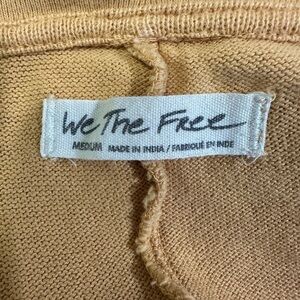 We The Free
MEDIUM MADE IN INDIA / FABRIQUÉ EN INDE